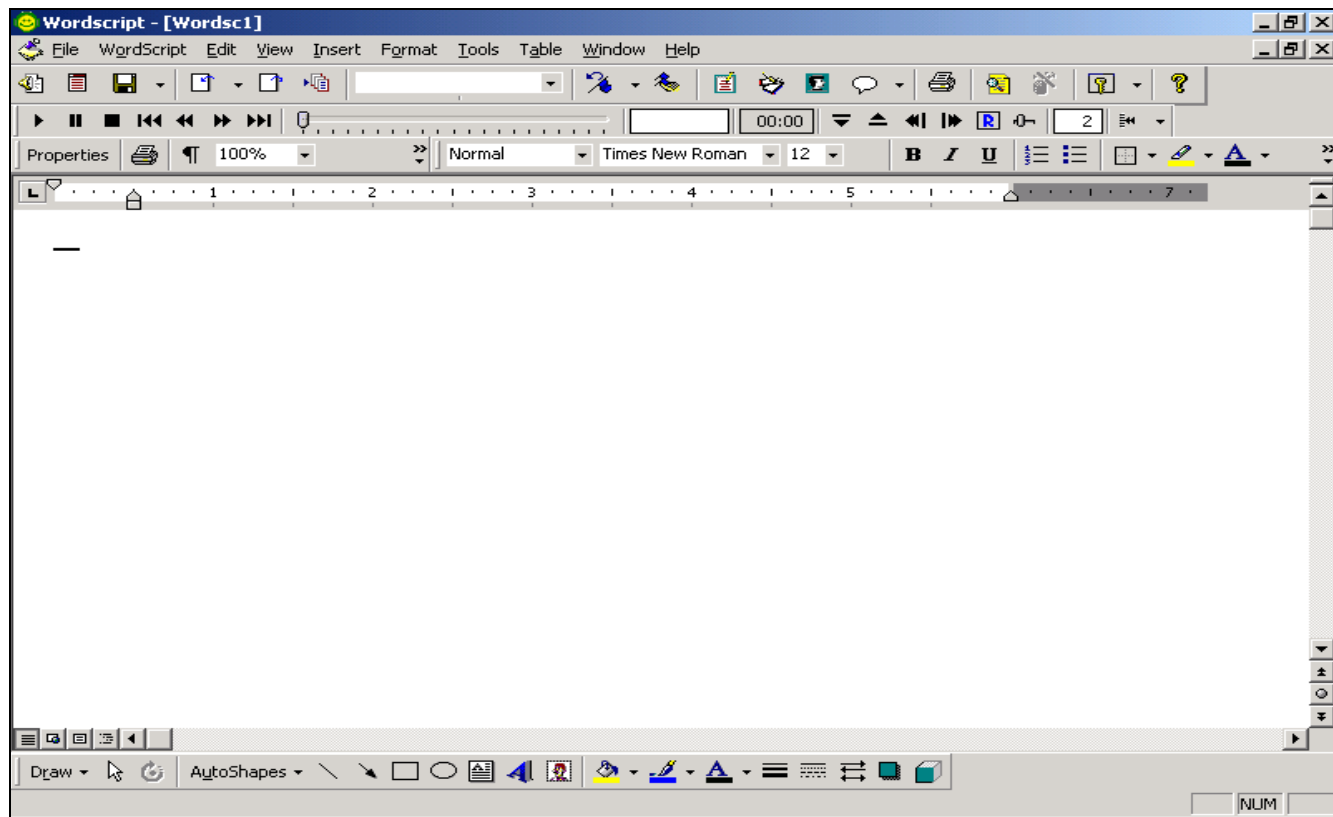 Wordscript - [Wordsc1]
File WordScript Edit View Insert Format Tools Table Window Help
00:00 R 2
Properties ¶ 100% Normal Times New Roman 12 B I U A
L 1 2 3 4 5 7
Draw AutoShapes A A
NUM